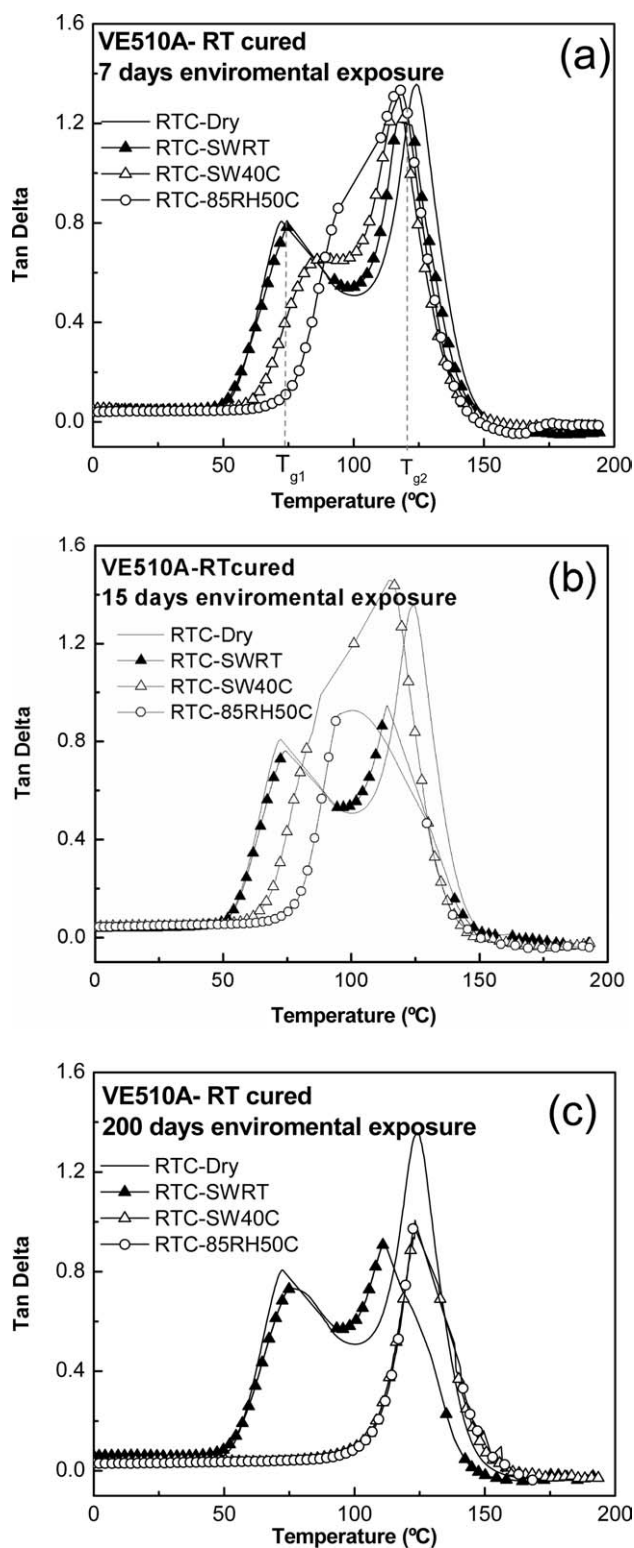 VE510A- RT cured
7 days enviromental exposure
(a)
RTC-Dry
RTC-SWRT
RTC-SW40C
RTC-85RH50C
Tan Delta
1.6
1.2
0.8
0.4
0.0
0 50 100 150 200
Tg1
Tg2
Temperature (ºC)
VE510A-RTcured
15 days enviromental exposure
(b)
RTC-Dry
RTC-SWRT
RTC-SW40C
RTC-85RH50C
Tan Delta
1.6
1.2
0.8
0.4
0.0
0 50 100 150 200
Temperature (ºC)
VE510A- RT cured
200 days enviromental exposure
(c)
RTC-Dry
RTC-SWRT
RTC-SW40C
RTC-85RH50C
Tan Delta
1.6
1.2
0.8
0.4
0.0
0 50 100 150 200
Temperature (ºC)